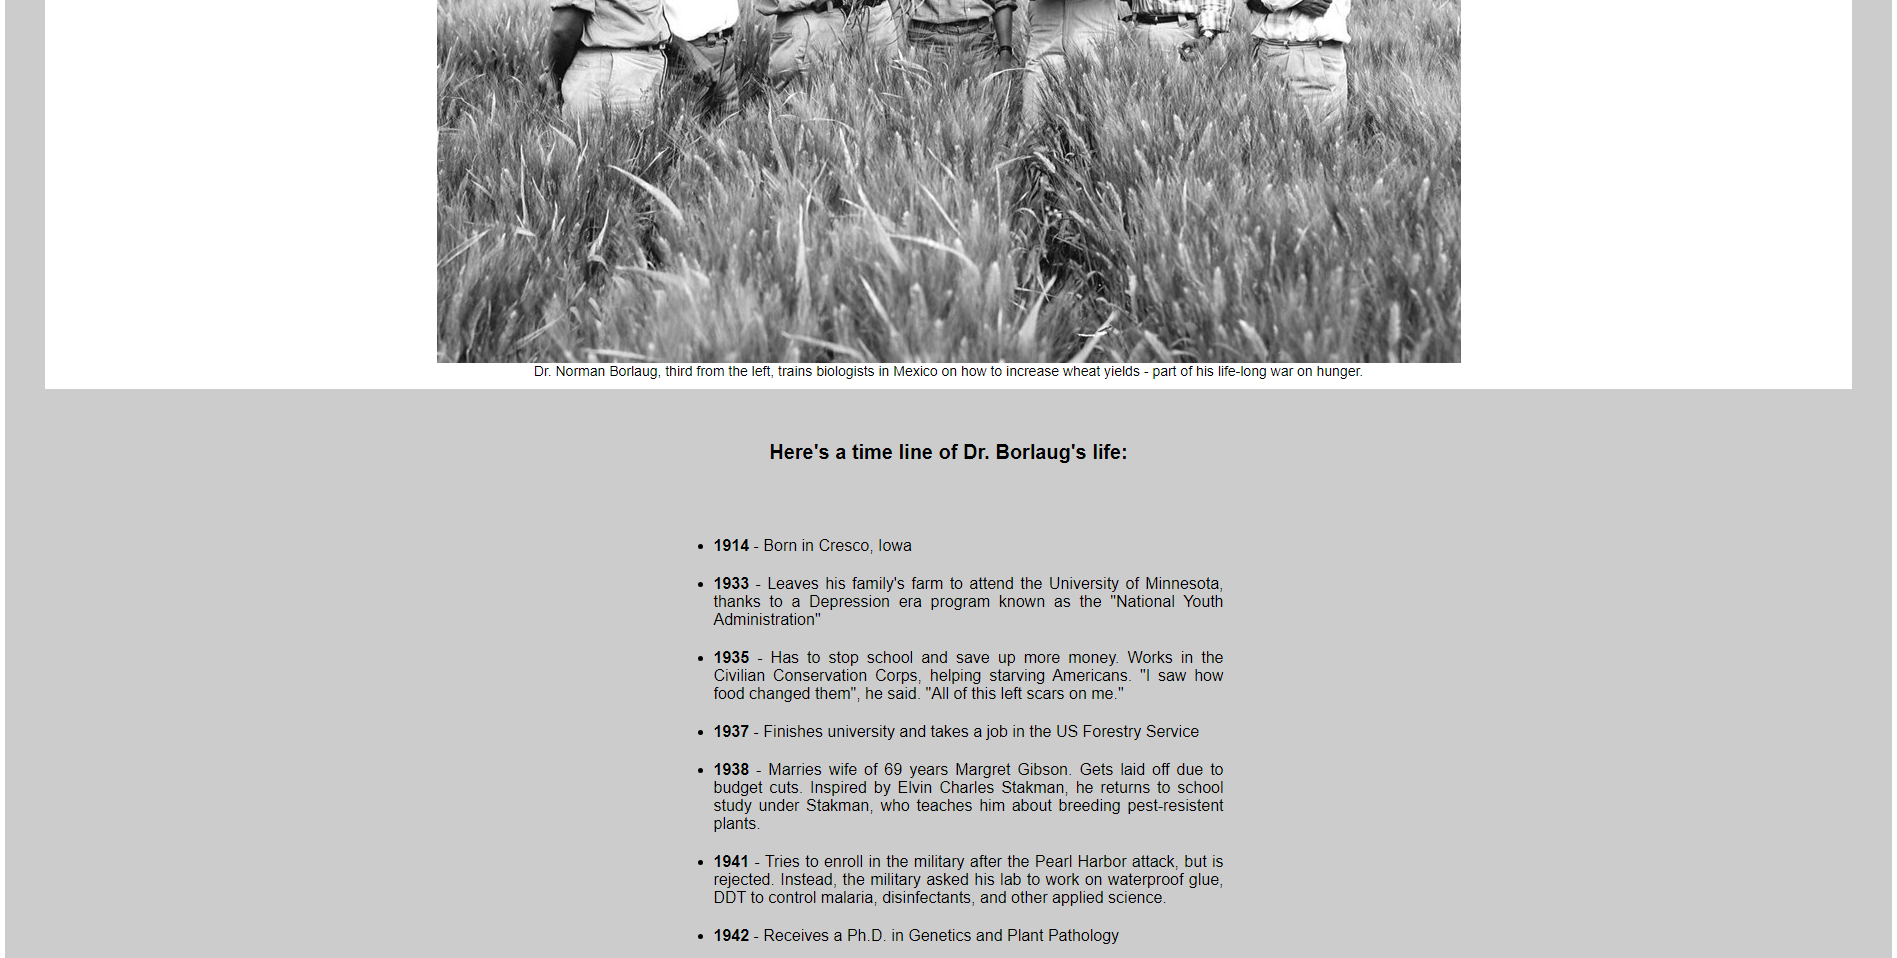 Dr. Norman Borlaug, third from the left, trains biologists in Mexico on how to increase wheat yields - part of his life-long war on hunger.
Here's a time line of Dr. Borlaug's life:
1914 - Born in Cresco, Iowa
1933 - Leaves his family's farm to attend the University of Minnesota,
thanks to a Depression era program known as the "National Youth
Administration"
1935 - Has to stop school and save up more money. Works in the
Civilian Conservation Corps, helping starving Americans. "I saw how
food changed them", he said. "All of this left scars on me."
1937 - Finishes university and takes a job in the US Forestry Service
1938 - Marries wife of 69 years Margret Gibson. Gets laid off due to
budget cuts. Inspired by Elvin Charles Stakman, he returns to school
study under Stakman, who teaches him about breeding pest-resistent
plants.
1941 - Tries to enroll in the military after the Pearl Harbor attack, but is
rejected. Instead, the military asked his lab to work on waterproof glue,
DDT to control malaria, disinfectants, and other applied science.
1942 - Receives a Ph.D. in Genetics and Plant Pathology